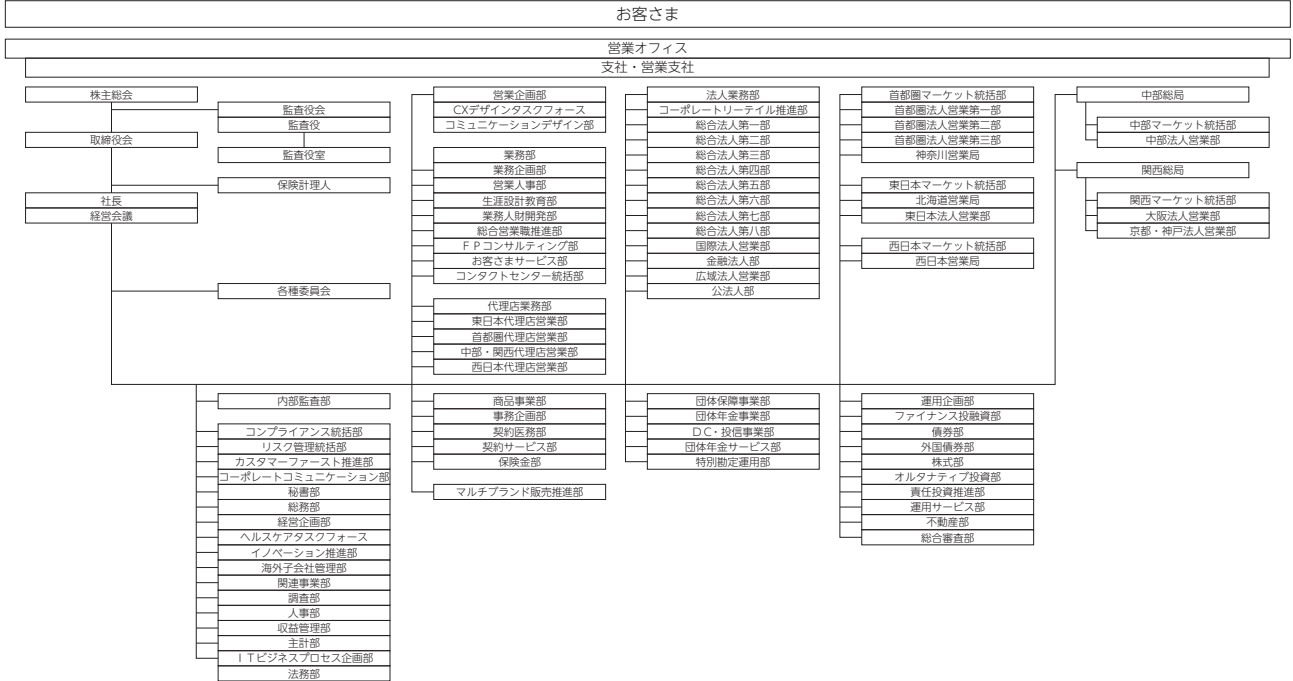 お客さま
営業オフィス
支社・営業支社
株主総会
監査役会
監査役
取締役会
監査役室
保険計理人
社長
経営会議
各種委員会
営業企画部
CXデザインタスクフォース
コミュニケーションデザイン部
業務部
業務企画部
営業人事部
生涯設計教育部
業務人財開発部
総合営業職推進部
ＦＰコンサルティング部
お客さまサービス部
コンタクトセンター統括部
代理店業務部
東日本代理店営業部
首都圏代理店営業部
中部・関西代理店営業部
西日本代理店営業部
法人業務部
コーポレートリーテイル推進部
総合法人第一部
総合法人第二部
総合法人第三部
総合法人第四部
総合法人第五部
総合法人第六部
総合法人第七部
総合法人第八部
国際法人営業部
金融法人部
広域法人営業部
公法人部
首都圏マーケット統括部
首都圏法人営業第一部
首都圏法人営業第二部
首都圏法人営業第三部
神奈川営業局
東日本マーケット統括部
北海道営業局
東日本法人営業部
西日本マーケット統括部
西日本営業局
中部総局
中部マーケット統括部
中部法人営業部
関西総局
関西マーケット統括部
大阪法人営業部
京都・神戸法人営業部
内部監査部
コンプライアンス統括部
リスク管理統括部
カスタマーファースト推進部
コーポレートコミュニケーション部
秘書部
総務部
経営企画部
ヘルスケアタスクフォース
イノベーション推進部
海外子会社管理部
関連事業部
調査部
人事部
収益管理部
主計部
ＩＴビジネスプロセス企画部
法務部
商品事業部
事務企画部
契約医務部
契約サービス部
保険金部
マルチブランド販売推進部
団体保障事業部
団体年金事業部
ＤＣ・投信事業部
団体年金サービス部
特別勘定運用部
運用企画部
ファイナンス投融資部
債券部
外国債券部
株式部
オルタナティブ投資部
責任投資推進部
運用サービス部
不動産部
総合審査部